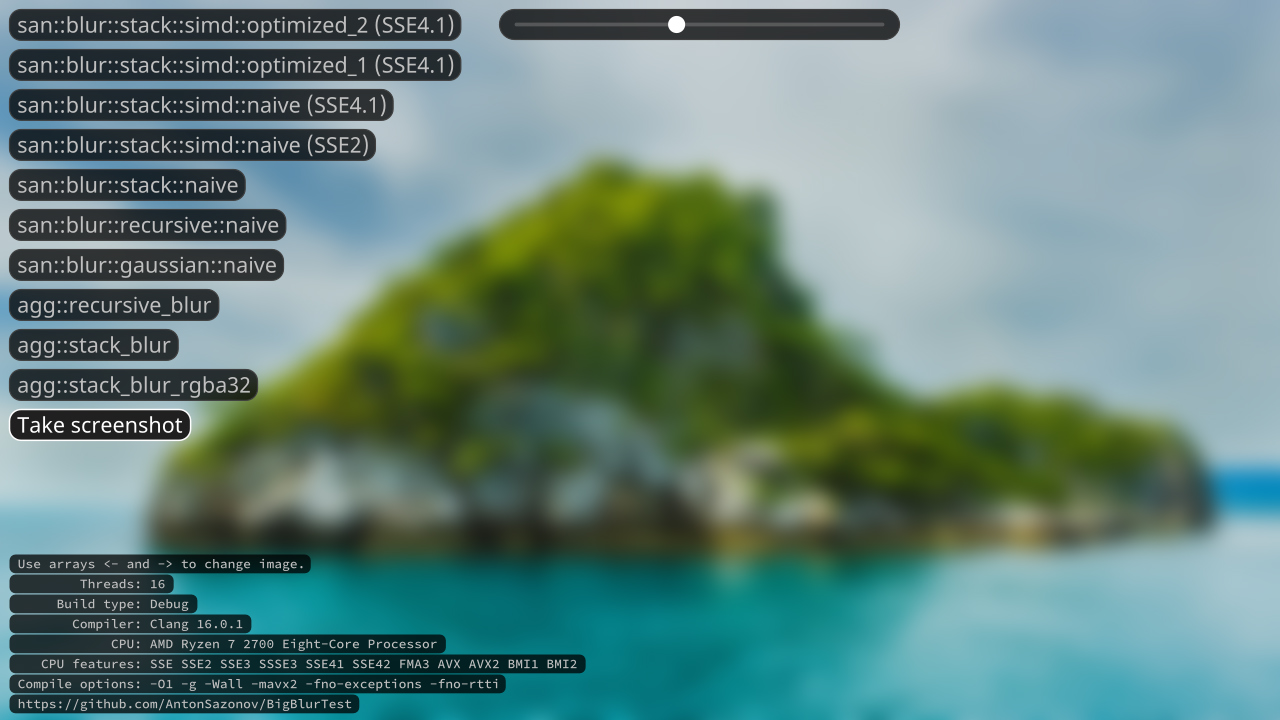 san::blur::stack::simd::optimized_2 (SSE4.1)
san::blur::stack::simd::optimized_1 (SSE4.1)
san::blur::stack::simd::naive (SSE4.1)
san::blur::stack::simd::naive (SSE2)
san::blur::stack::naive
san::blur::recursive::naive
san::blur::gaussian::naive
agg::recursive_blur
agg::stack_blur
agg::stack_blur_rgba32
Take screenshot
Use arrays <- and -> to change image.
Threads: 16
Build type: Debug
Compiler: Clang 16.0.1
CPU: AMD Ryzen 7 2700 Eight-Core Processor
CPU features: SSE SSE2 SSE3 SSSE3 SSE41 SSE42 FMA3 AVX AVX2 BMI1 BMI2
Compile options: -O1 -g -Wall -mavx2 -fno-exceptions -fno-rtti
https://github.com/AntonSazonov/BigBlurTest